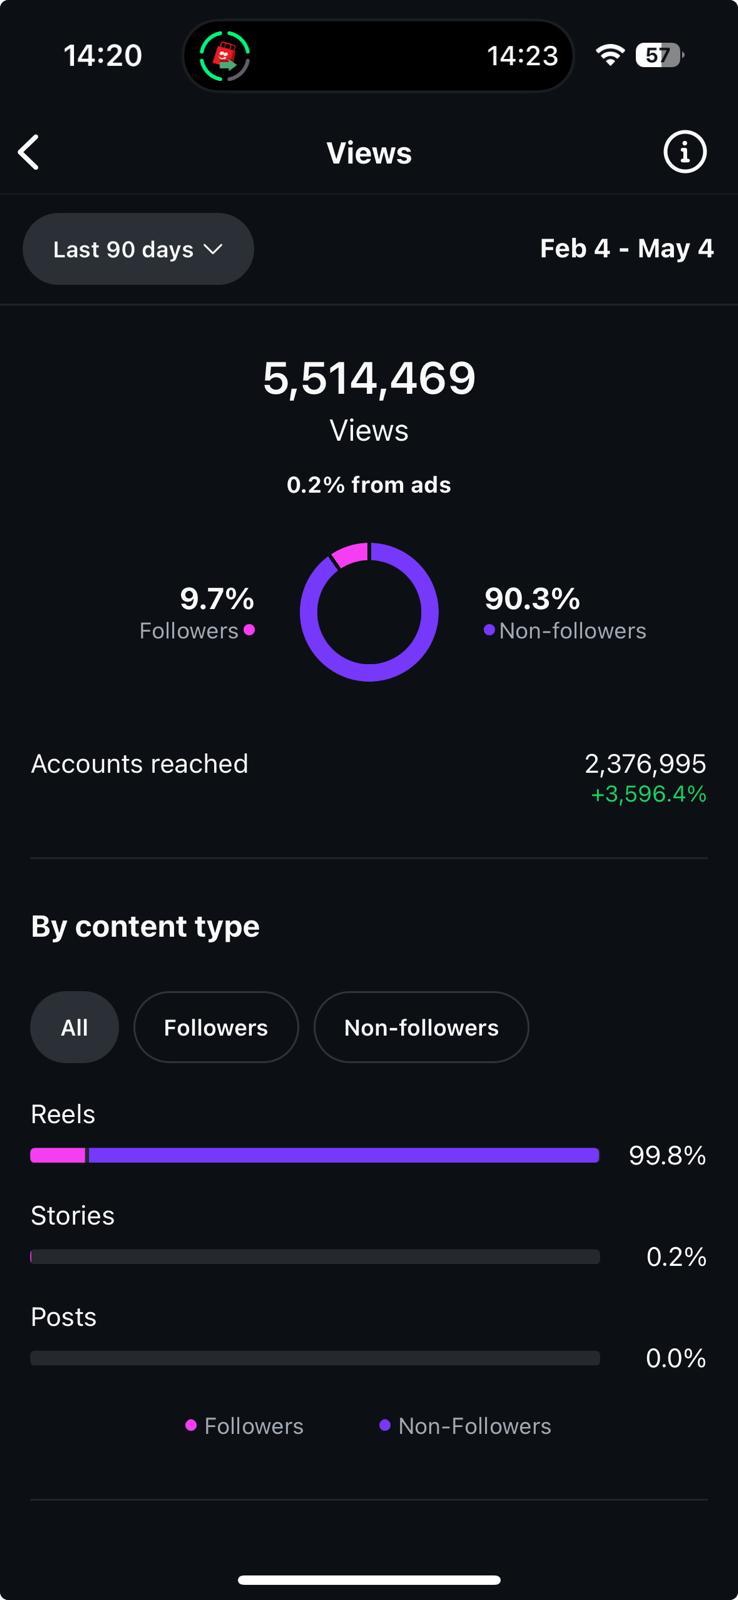 14:20
14:23
57
Views
Last 90 days
Feb 4 - May 4
5,514,469
Views
0.2% from ads
9.7%
Followers
90.3%
Non-followers
Accounts reached
2,376,995
+3,596.4%
By content type
All
Followers
Non-followers
Reels
99.8%
Stories
0.2%
Posts
0.0%
Followers
Non-Followers